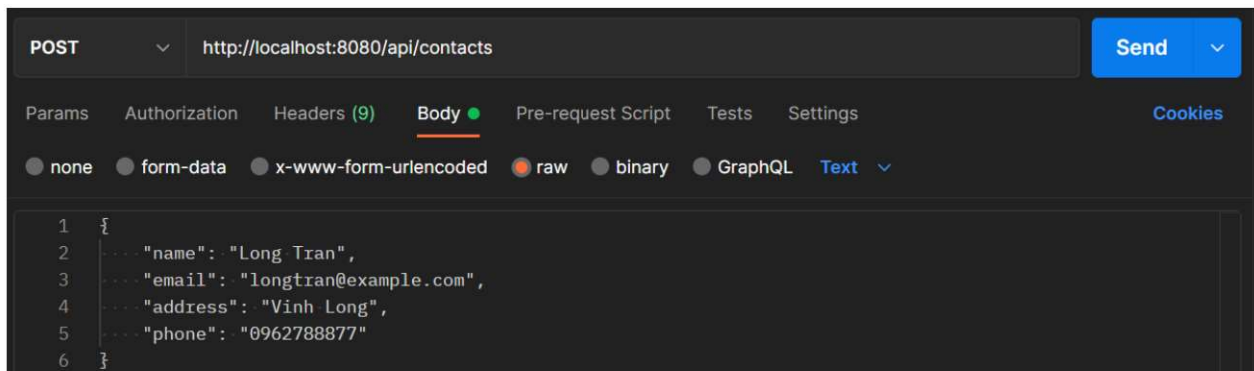 POST http://localhost:8080/api/contacts Send
Params Authorization Headers (9) Body Pre-request Script Tests Settings Cookies
none form-data x-www-form-urlencoded raw binary GraphQL Text
1 {
2 "name": "Long Tran",
3 "email": "longtran@example.com",
4 "address": "Vinh Long",
5 "phone": "0962788877"
6 }